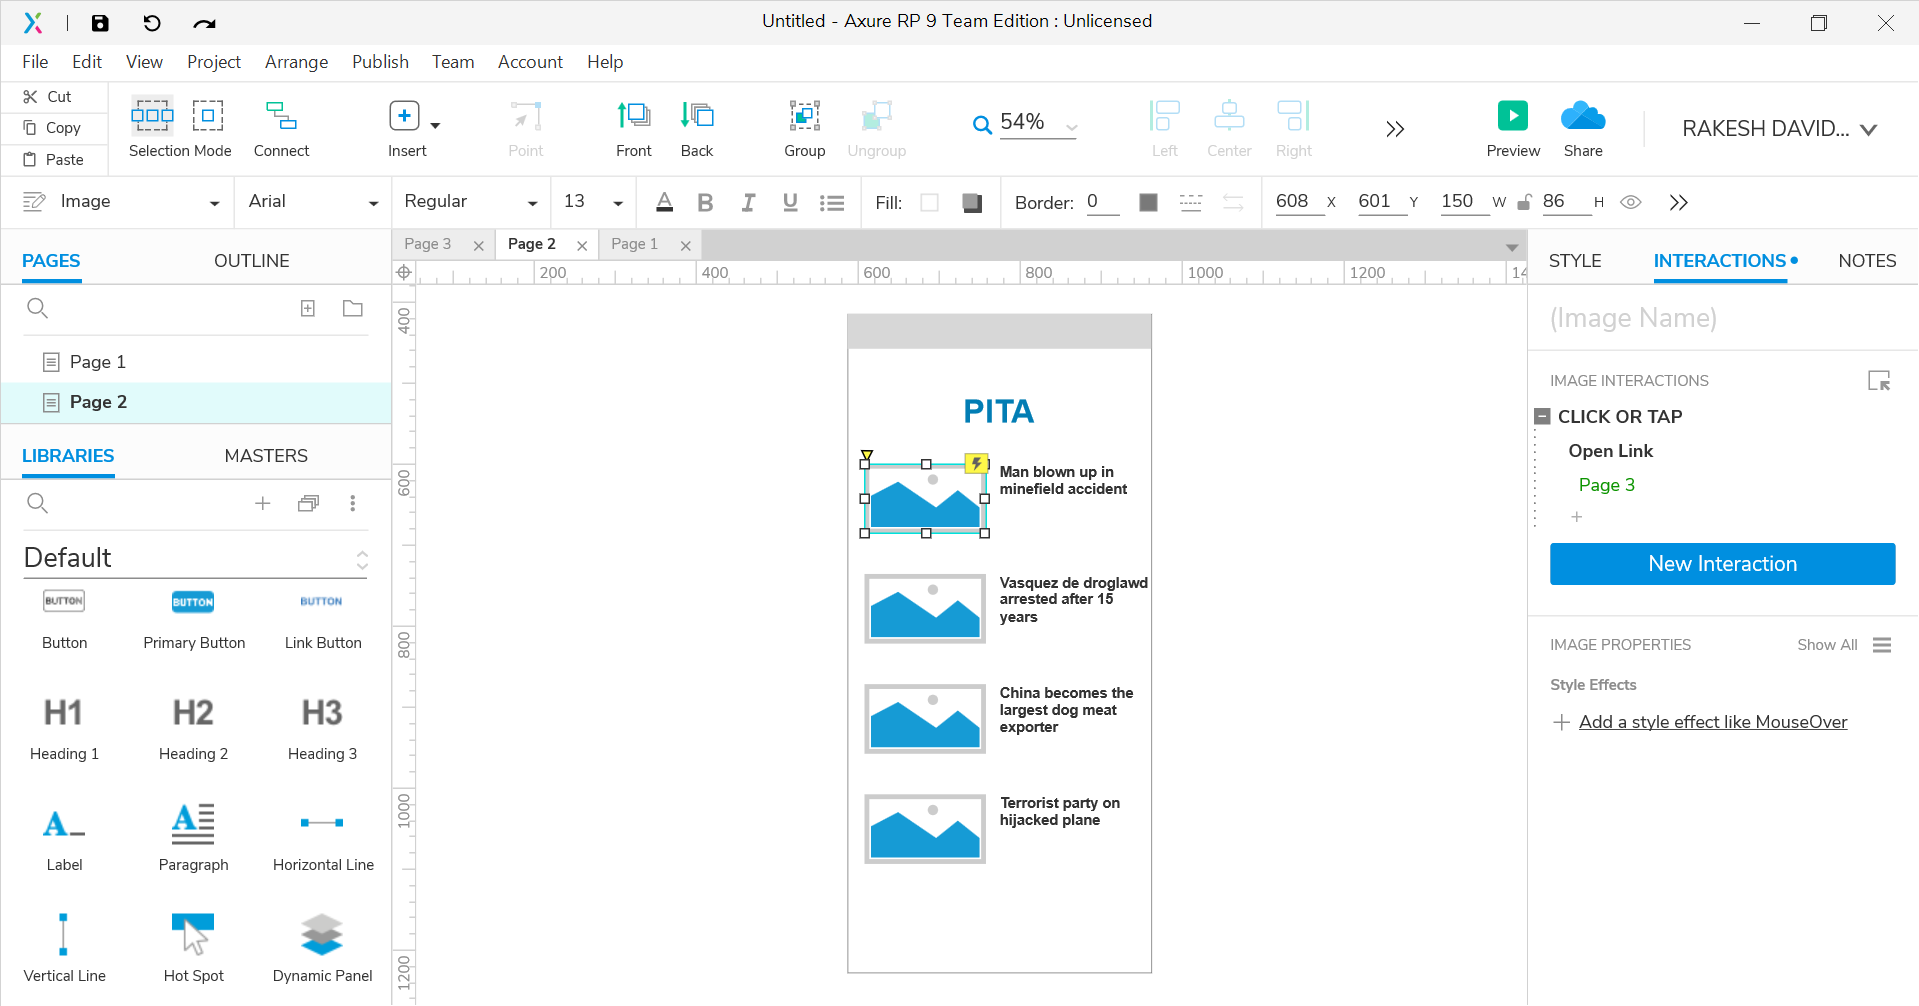 Untitled - Axure RP 9 Team Edition : Unlicensed
File Edit View Project Arrange Publish Team Account Help
Cut
Copy
Paste
Selection Mode
Connect
Insert
Point
Front
Back
Group
Ungroup
54%
Left
Center
Right
Preview
Share
RAKESH DAVID...
Image
Arial
Regular
13
A B I U
Fill:
Border: 0
608 X
601 Y
150 W
86 H
PAGES
OUTLINE
Page 1
Page 2
LIBRARIES
MASTERS
Default
BUTTON
BUTTON
BUTTON
Button
Primary Button
Link Button
H1
H2
H3
Heading 1
Heading 2
Heading 3
A
A
Label
Paragraph
Horizontal Line
Vertical Line
Hot Spot
Dynamic Panel
Page 3
Page 2
Page 1
200 400 600 800 1000 1200 14
400
600
800
1000
1200
PITA
Man blown up in
minefield accident
Vasquez de droglawd
arrested after 15
years
China becomes the
largest dog meat
exporter
Terrorist party on
hijacked plane
STYLE
INTERACTIONS
NOTES
(Image Name)
IMAGE INTERACTIONS
CLICK OR TAP
Open Link
Page 3
New Interaction
IMAGE PROPERTIES
Show All
Style Effects
Add a style effect like MouseOver